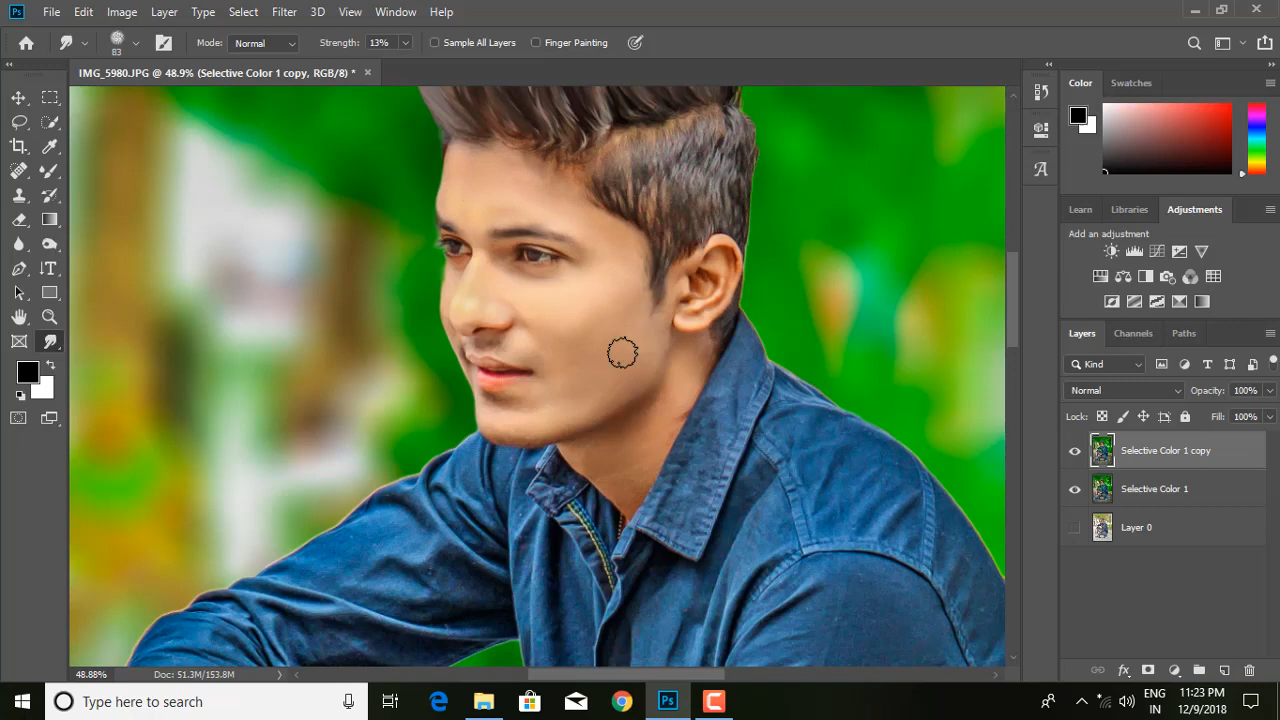 Ps File Edit Image Layer Type Select Filter 3D View Window Help
83 Mode: Normal Strength: 13% Sample All Layers Finger Painting
IMG_5980.JPG @ 48.9% (Selective Color 1 copy, RGB/8) * ×
Color Swatches
Learn Libraries Adjustments
Add an adjustment
Layers Channels Paths
Kind
Normal Opacity: 100%
Lock: Fill: 100%
Selective Color 1 copy
Selective Color 1
Layer 0
48.88% Doc: 51.3M/153.8M
Type here to search
Ps
ENG
IN
11:23 PM
12/9/2018